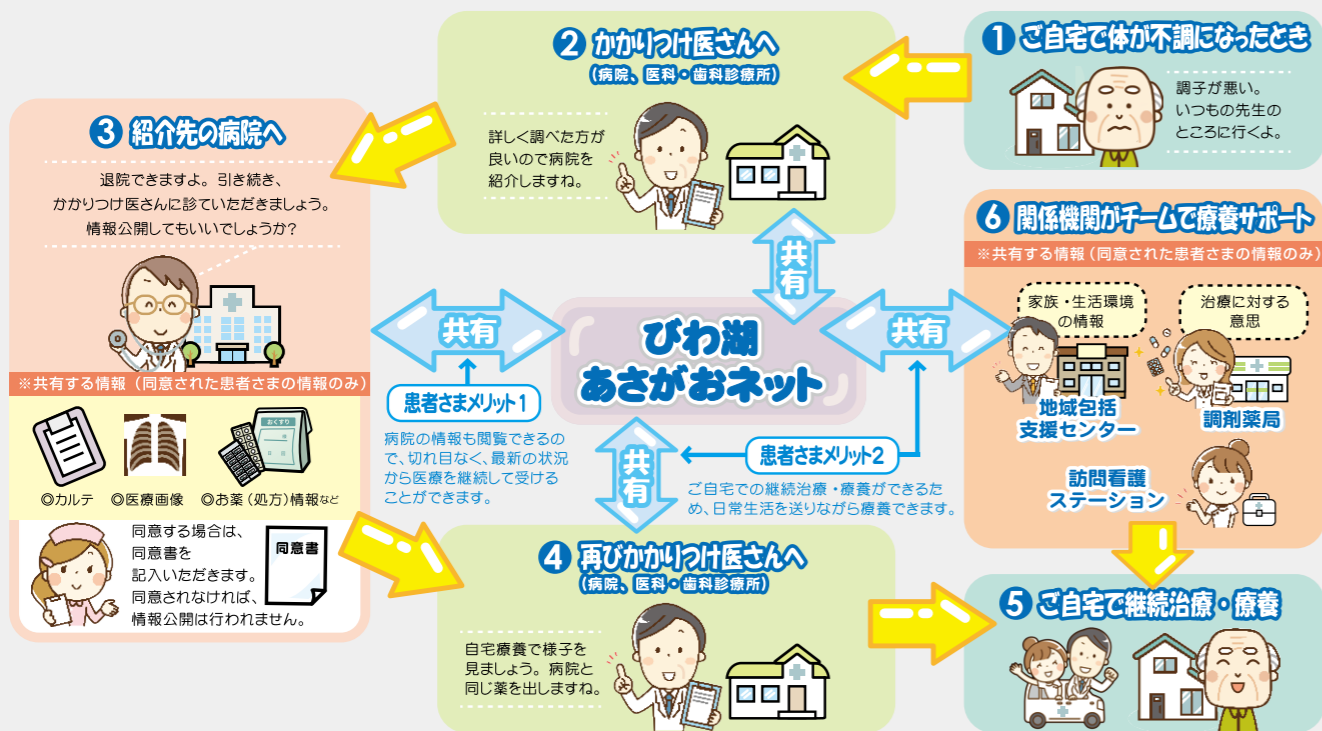 ① ご自宅で体が不調になったとき
調子が悪い。
いつもの先生の
ところに行くよ。
② かかりつけ医さんへ
(病院、医科・歯科診療所)
詳しく調べた方が
良いので病院を
紹介しますね。
③ 紹介先の病院へ
退院できますよ。引き続き、
かかりつけ医さんに診ていただきましょう。
情報公開してもいいでしょうか?
※共有する情報(同意された患者さまの情報のみ)
おくすり
◎カルテ ◎医療画像 ◎お薬(処方)情報など
同意する場合は、
同意書を
記入いただきます。
同意されなければ、
情報公開は行われません。
同意書
共有
共有
共有
共有
びわ湖
あさがおネット
患者さまメリット1
病院の情報も閲覧できるの
で、切れ目なく、最新の状況
から医療を継続して受ける
ことができます。
患者さまメリット2
ご自宅での継続治療・療養ができるた
め、日常生活を送りながら療養できます。
④ 再びかかりつけ医さんへ
(病院、医科・歯科診療所)
自宅療養で様子を
見ましょう。病院と
同じ薬を出しますね。
⑤ ご自宅で継続治療・療養
⑥ 関係機関がチームで療養サポート
※共有する情報(同意された患者さまの情報のみ)
家族・生活環境
の情報
治療に対する
意思
地域包括
支援センター
調剤薬局
訪問看護
ステーション